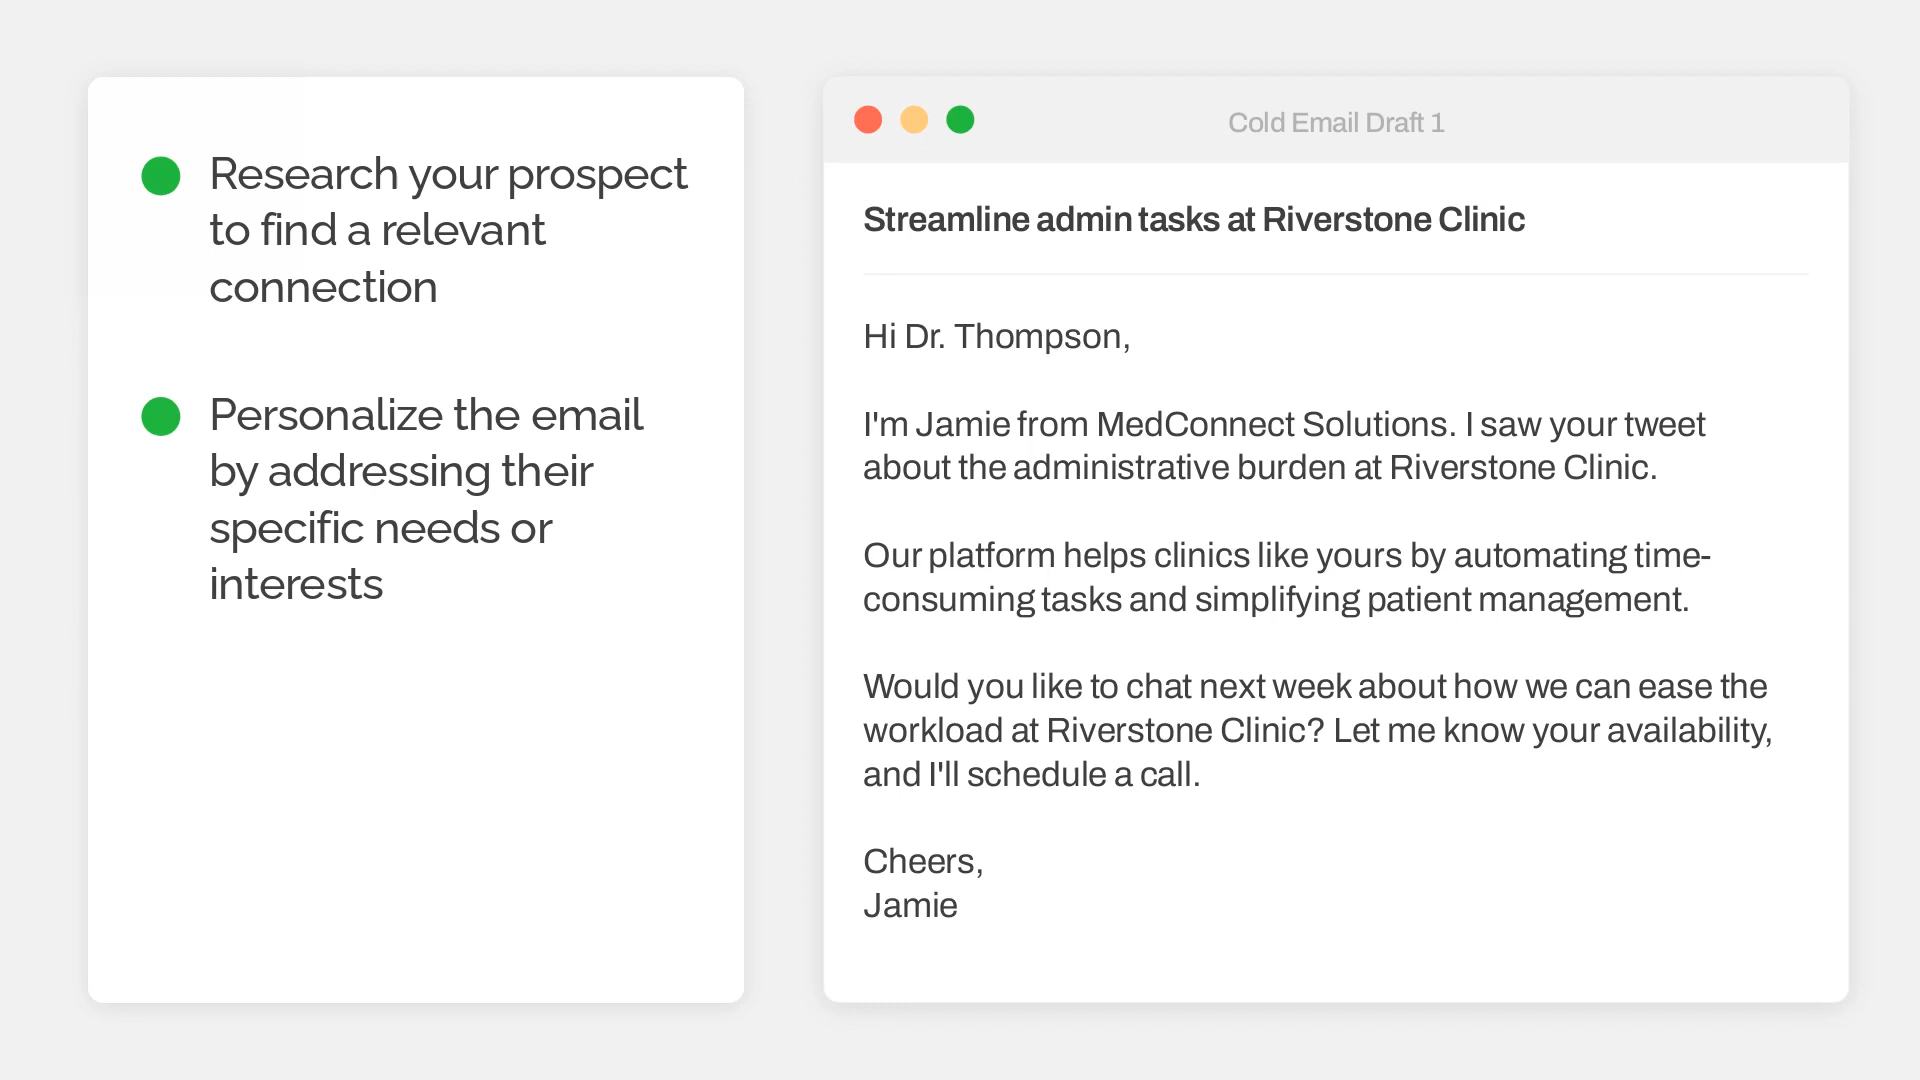 Research your prospect
to find a relevant
connection
Personalize the email
by addressing their
specific needs or
interests
Cold Email Draft 1
Streamline admin tasks at Riverstone Clinic
Hi Dr. Thompson,
I'm Jamie from MedConnect Solutions. I saw your tweet
about the administrative burden at Riverstone Clinic.
Our platform helps clinics like yours by automating time-
consuming tasks and simplifying patient management.
Would you like to chat next week about how we can ease the
workload at Riverstone Clinic? Let me know your availability,
and I'll schedule a call.
Cheers,
Jamie